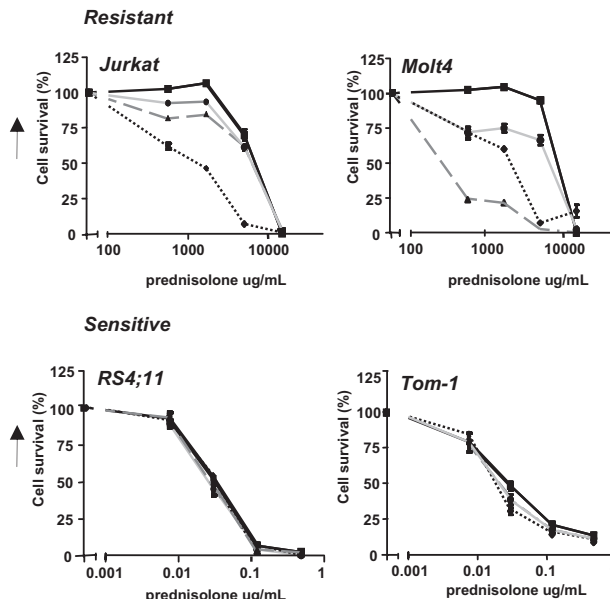 Resistant
Jurkat
Cell survival (%)
125
100
75
50
25
0
100
1000
10000
prednisolone ug/mL
Molt4
Cell survival (%)
125
100
75
50
25
0
100
1000
10000
prednisolone ug/mL
Sensitive
RS4;11
Cell survival (%)
125
100
75
50
25
0
0.001
0.01
0.1
1
prednisolone ug/mL
Tom-1
Cell survival (%)
125
100
75
50
25
0
0.001
0.01
0.1
prednisolone ug/mL